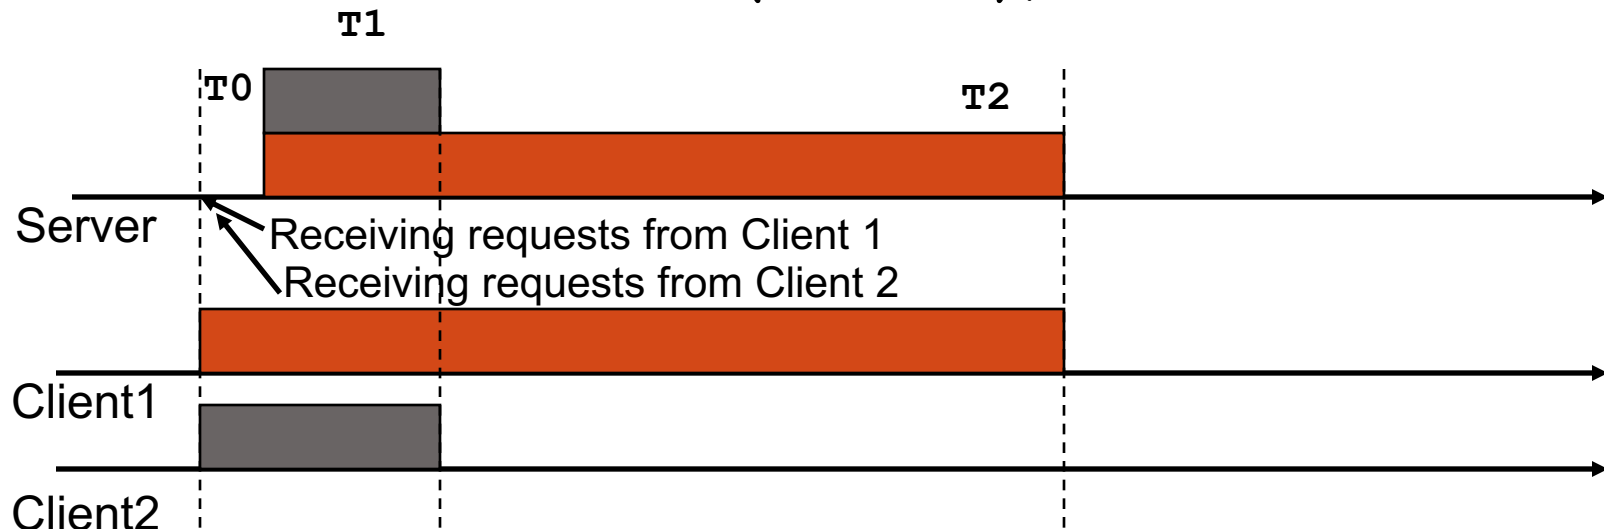 T1
T0
T2
Server
Receiving requests from Client 1
Receiving requests from Client 2
Client1
Client2